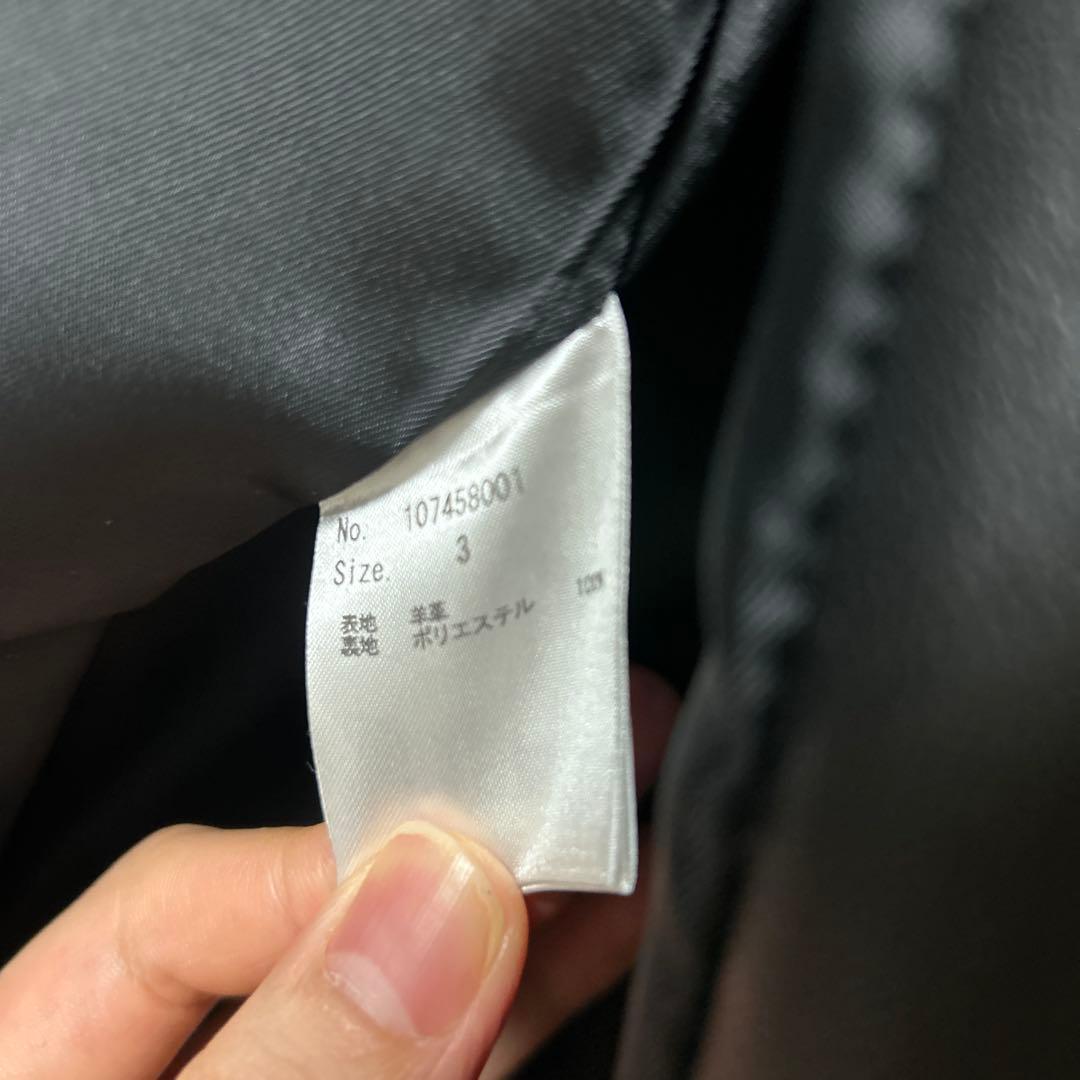 No. 107458001
Size. 3
表地 羊革
裏地 ポリエステル 100%